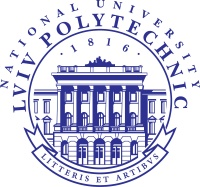 NATIONAL UNIVERSITY
LVIV POLYTECHNIC
·1816·
LITTERIS ET ARTIBVS